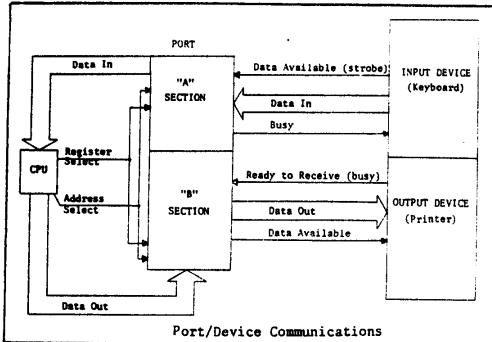 PORT
Data In
"A"
SECTION
Data Available (strobe)
Data In
Busy
INPUT DEVICE
(Keyboard)
CPU
Register
Select
Address
Select
"B"
SECTION
Ready to Receive (busy)
Data Out
Data Available
OUTPUT DEVICE
(Printer)
Data Out
Port/Device Communications